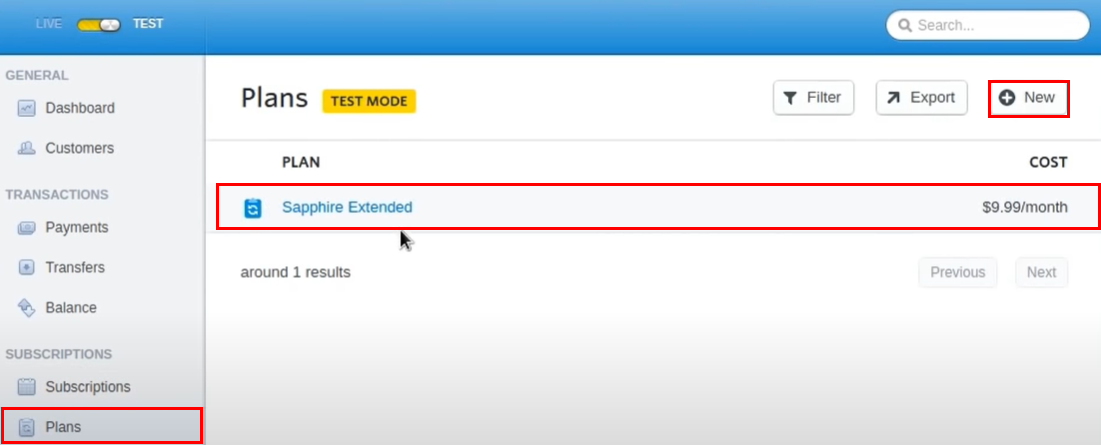 LIVE TEST Search...
GENERAL
Dashboard
Customers
TRANSACTIONS
Payments
Transfers
Balance
SUBSCRIPTIONS
Subscriptions
Plans
Plans TEST MODE Filter Export New
PLAN COST
Sapphire Extended $9.99/month
around 1 results Previous Next